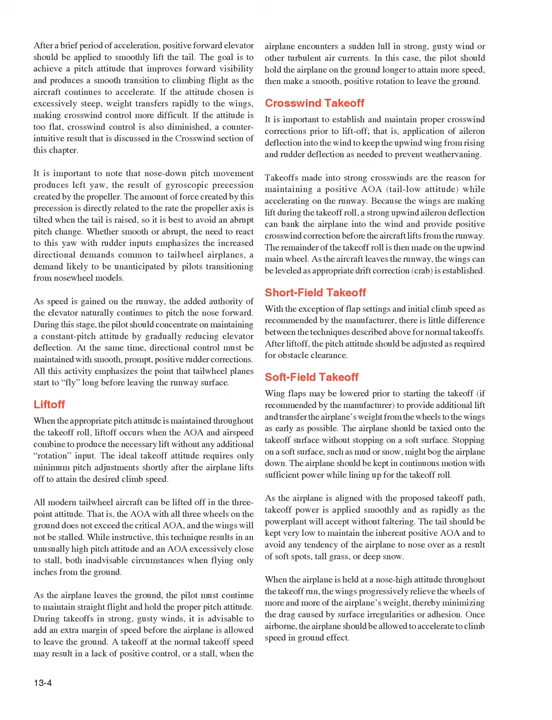 After a brief period of acceleration, positive forward elevator
should be applied to smoothly lift the tail. The goal is to
achieve a pitch attitude that improves forward visibility
and produces a smooth transition to climbing flight as the
aircraft continues to accelerate. If the attitude chosen is
excessively steep, weight transfers rapidly to the wings,
making crosswind control more difficult. If the attitude is
too flat, crosswind control is also diminished, a counter-
intuitive result that is discussed in the Crosswind section of
this chapter.
It is important to note that nose-down pitch movement
produces left yaw, the result of gyroscopic precession
created by the propeller. The amount of force created by this
precession is directly related to the rate the propeller axis is
tilted when the tail is raised, so it is best to avoid an abrupt
pitch change. Whether smooth or abrupt, the need to react
to this yaw with rudder inputs emphasizes the increased
directional demands common to tailwheel airplanes, a
demand likely to be unanticipated by pilots transitioning
from nosewheel models.
As speed is gained on the runway, the added authority of
the elevator naturally continues to pitch the nose forward.
During this stage, the pilot should concentrate on maintaining
a constant-pitch attitude by gradually reducing elevator
deflection. At the same time, directional control must be
maintained with smooth, prompt, positive rudder corrections.
All this activity emphasizes the point that tailwheel planes
start to “fly” long before leaving the runway surface.
Liftoff
When the appropriate pitch attitude is maintained throughout
the takeoff roll, liftoff occurs when the AOA and airspeed
combine to produce the necessary lift without any additional
“rotation” input. The ideal takeoff attitude requires only
minimum pitch adjustments shortly after the airplane lifts
off to attain the desired climb speed.
All modern tailwheel aircraft can be lifted off in the three-
point attitude. That is, the AOA with all three wheels on the
ground does not exceed the critical AOA, and the wings will
not be stalled. While instructive, this technique results in an
unusually high pitch attitude and an AOA excessively close
to stall, both inadvisable circumstances when flying only
inches from the ground.
As the airplane leaves the ground, the pilot must continue
to maintain straight flight and hold the proper pitch attitude.
During takeoffs in strong, gusty winds, it is advisable to
add an extra margin of speed before the airplane is allowed
to leave the ground. A takeoff at the normal takeoff speed
may result in a lack of positive control, or a stall, when the
airplane encounters a sudden lull in strong, gusty wind or
other turbulent air currents. In this case, the pilot should
hold the airplane on the ground longer to attain more speed,
then make a smooth, positive rotation to leave the ground.
Crosswind Takeoff
It is important to establish and maintain proper crosswind
corrections prior to lift-off; that is, application of aileron
deflection into the wind to keep the upwind wing from rising
and rudder deflection as needed to prevent weathervaning.
Takeoffs made into strong crosswinds are the reason for
maintaining a positive AOA (tail-low attitude) while
accelerating on the runway. Because the wings are making
lift during the takeoff roll, a strong upwind aileron deflection
can bank the airplane into the wind and provide positive
crosswind correction before the aircraft lifts from the runway.
The remainder of the takeoff roll is then made on the upwind
main wheel. As the aircraft leaves the runway, the wings can
be leveled as appropriate drift correction (crab) is established.
Short-Field Takeoff
With the exception of flap settings and initial climb speed as
recommended by the manufacturer, there is little difference
between the techniques described above for normal takeoffs.
After liftoff, the pitch attitude should be adjusted as required
for obstacle clearance.
Soft-Field Takeoff
Wing flaps may be lowered prior to starting the takeoff (if
recommended by the manufacturer) to provide additional lift
and transfer the airplane’s weight from the wheels to the wings
as early as possible. The airplane should be taxied onto the
takeoff surface without stopping on a soft surface. Stopping
on a soft surface, such as mud or snow, might bog the airplane
down. The airplane should be kept in continuous motion with
sufficient power while lining up for the takeoff roll.
As the airplane is aligned with the proposed takeoff path,
takeoff power is applied smoothly and as rapidly as the
powerplant will accept without faltering. The tail should be
kept very low to maintain the inherent positive AOA and to
avoid any tendency of the airplane to nose over as a result
of soft spots, tall grass, or deep snow.
When the airplane is held at a nose-high attitude throughout
the takeoff run, the wings progressively relieve the wheels of
more and more of the airplane’s weight, thereby minimizing
the drag caused by surface irregularities or adhesion. Once
airborne, the airplane should be allowed to accelerate to climb
speed in ground effect.
13-4